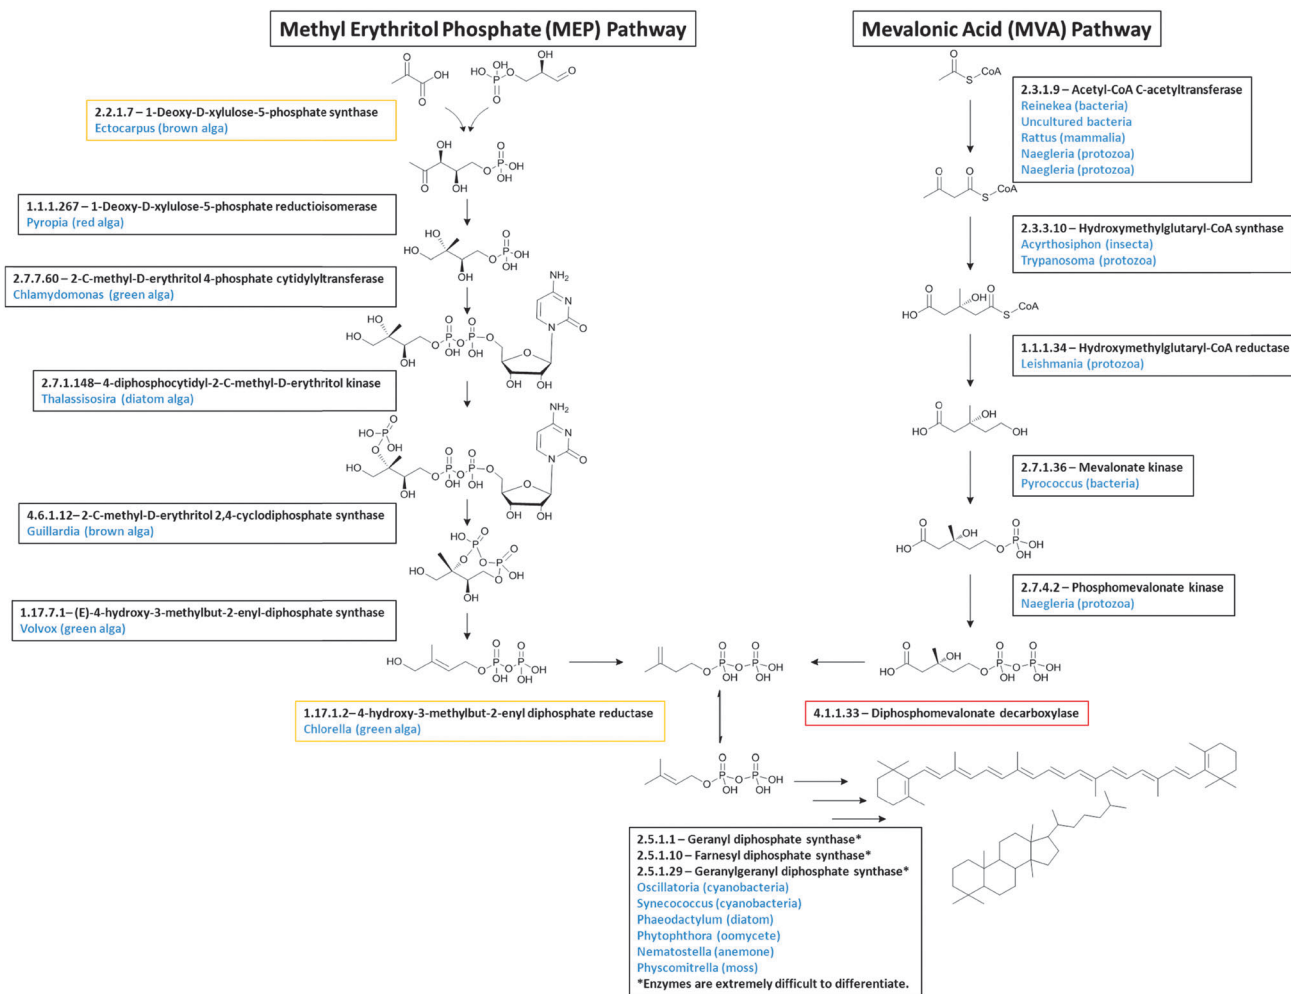 Methyl Erythritol Phosphate (MEP) Pathway
2.2.1.7 – 1-Deoxy-D-xylulose-5-phosphate synthase
Ectocarpus (brown alga)
1.1.1.267 – 1-Deoxy-D-xylulose-5-phosphate reductioisomerase
Pyropia (red alga)
2.7.7.60 – 2-C-methyl-D-erythritol 4-phosphate cytidylyltransferase
Chlamydomonas (green alga)
2.7.1.148– 4-diphosphocytidyl-2-C-methyl-D-erythritol kinase
Thalassisosira (diatom alga)
4.6.1.12– 2-C-methyl-D-erythritol 2,4-cyclodiphosphate synthase
Guillardia (brown alga)
1.17.7.1– (E)-4-hydroxy-3-methylbut-2-enyl-diphosphate synthase
Volvox (green alga)
1.17.1.2– 4-hydroxy-3-methylbut-2-enyl diphosphate reductase
Chlorella (green alga)
Mevalonic Acid (MVA) Pathway
2.3.1.9 – Acetyl-CoA C-acetyltransferase
Reinekea (bacteria)
Uncultured bacteria
Rattus (mammalia)
Naegleria (protozoa)
Naegleria (protozoa)
2.3.3.10 – Hydroxymethylglutaryl-CoA synthase
Acyrthosiphon (insecta)
Trypanosoma (protozoa)
1.1.1.34 – Hydroxymethylglutaryl-CoA reductase
Leishmania (protozoa)
2.7.1.36 – Mevalonate kinase
Pyrococcus (bacteria)
2.7.4.2 – Phosphomevalonate kinase
Naegleria (protozoa)
4.1.1.33 – Diphosphomevalonate decarboxylase
2.5.1.1 – Geranyl diphosphate synthase*
2.5.1.10 – Farnesyl diphosphate synthase*
2.5.1.29 – Geranylgeranyl diphosphate synthase*
Oscillatoria (cyanobacteria)
Synecococcus (cyanobacteria)
Phaeodactylum (diatom)
Phytophthora (oomycete)
Nematostella (anemone)
Physcomitrella (moss)
*Enzymes are extremely difficult to differentiate.